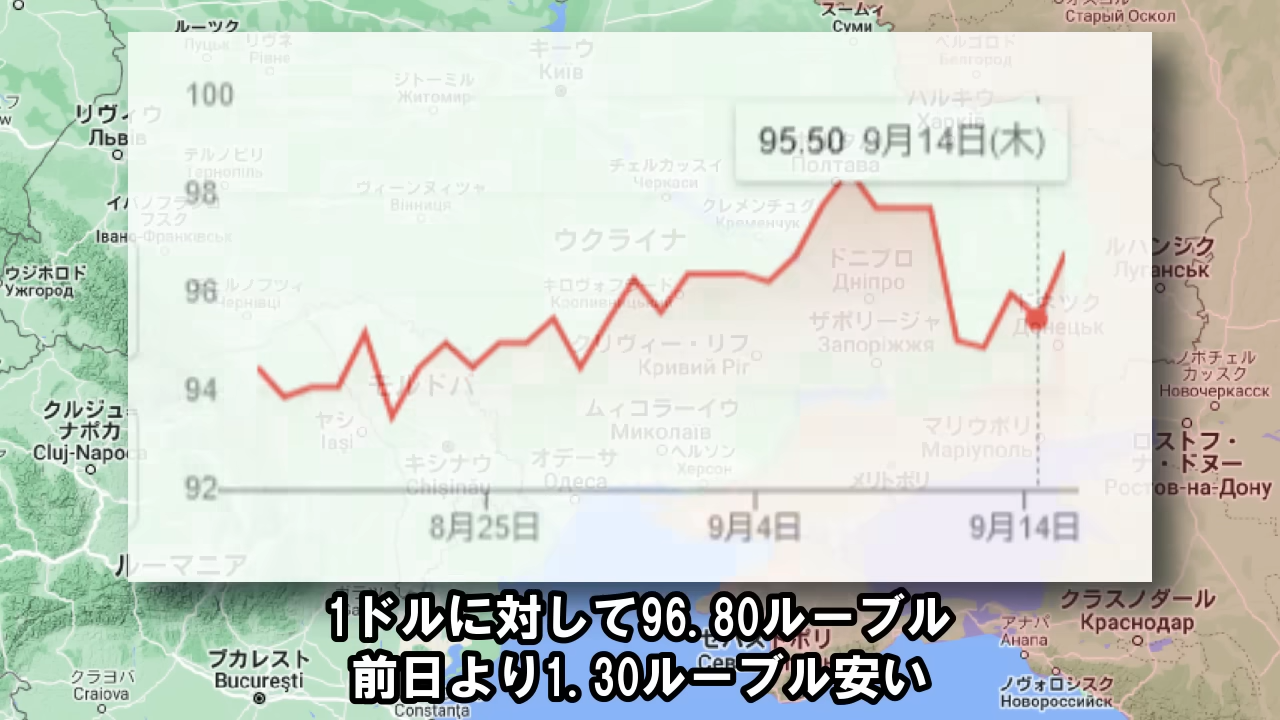 スームィ
Суми
Старый Оскол
ルーツク
Луцьк
リヴネ
Рівне
キーウ
Київ
ベルゴロド
Белгород
ジトーミル
Житомир
100
ハルキウ
Харків
リヴィウ
Львів
95.50 9月14日(木)
Полтава
テルノピリ
Тернопіль
チェルカッスィ
Черкаси
ヴィーンヌィツャ
Вінниця
98
クレメンチュク
Кременчук
Івано-Франківськ
ウクライナ
ルハンシク
Луганськ
ドニプロ
Дніпро
ウジホロド
Ужгород
96
Чернівці
Донецьк
ザポリージャ
Запоріжжя
クリヴィー・リフ
Кривий Ріг
ノボチェル
カッスク
Новочеркасск
94
モルドバ
クルジュ
ナポカ
Cluj-Napoca
ヤシ
Iași
ムィコラーイウ
Миколаїв
マリウポリ
Маріуполь
ロストフ・
ナ・ドヌー
Ростов-на-Дону
キシナウ
Chișinău
オデーサ
Одеса
ヘルソン
Херсон
メリトポリ
92
8月25日
9月4日
9月14日
ルーマニア
1ドルに対して96.80ルーブル
前日より1.30ルーブル安い
クラスノダール
Краснодар
アナパ
Анапа
クラヨバ
Craiova
ブカレスト
București
Constanța
ノヴォロシスク
Новороссийск